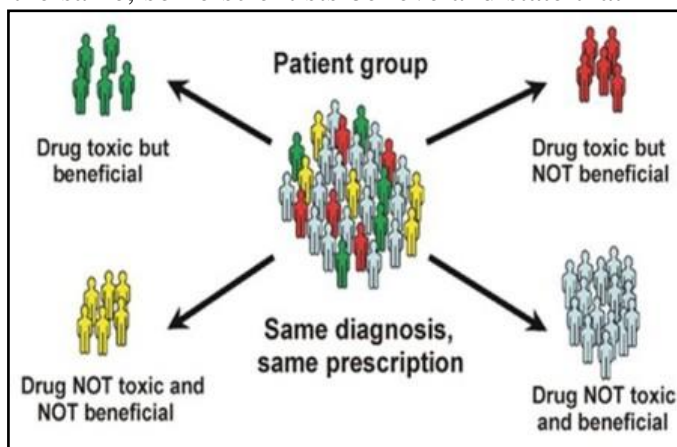 Patient group
Drug toxic but
beneficial
Drug toxic but
NOT beneficial
Same diagnosis,
same prescription
Drug NOT toxic and
NOT beneficial
Drug NOT toxic
and beneficial